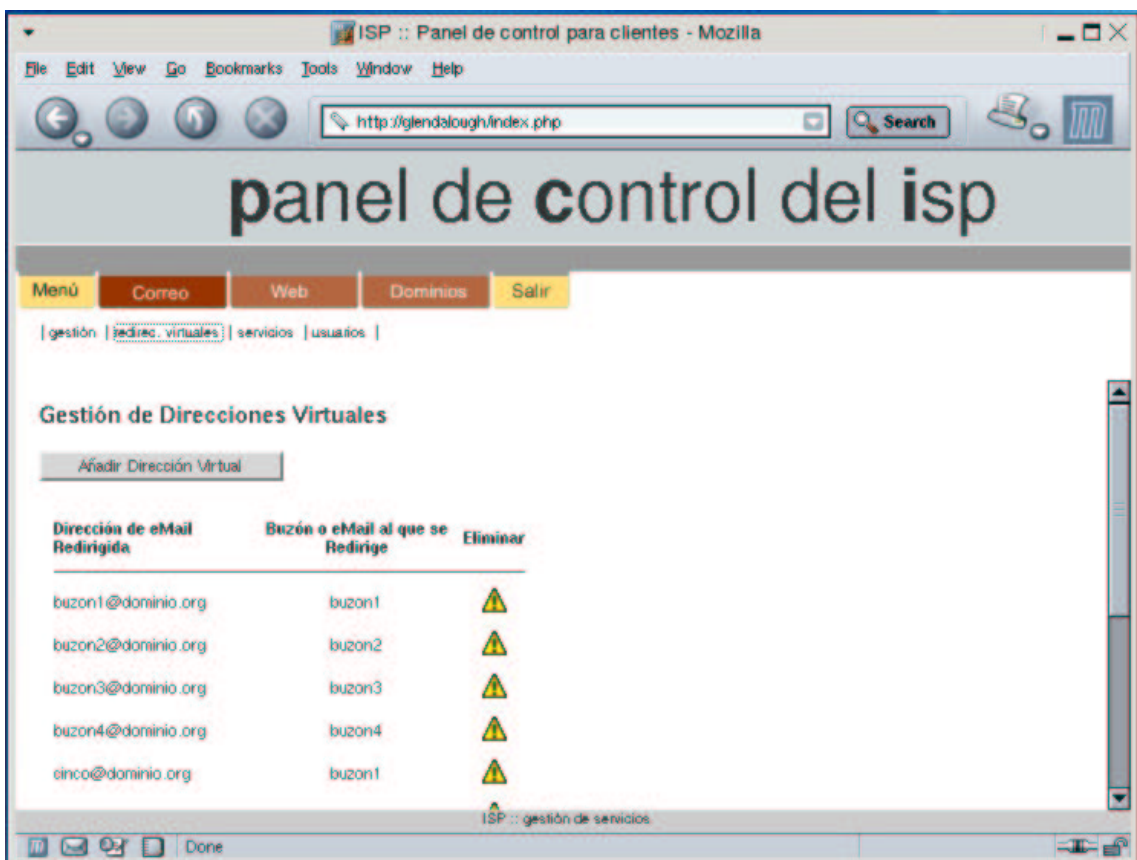 ISP :: Panel de control para clientes - Mozilla
File Edit View Go Bookmarks Tools Window Help
http://glendalough/index.php Search
panel de control del isp
Menú Correo Web Dominios Salir
| gestión | redirec. virtuales | servicios | usuarios |
Gestión de Direcciones Virtuales
Añadir Dirección Virtual
Dirección de eMail Redirigida
Buzón o eMail al que se Redirige
Eliminar
buzon1@dominio.org buzon1
buzon2@dominio.org buzon2
buzon3@dominio.org buzon3
buzon4@dominio.org buzon4
cinco@dominio.org buzon1
ISP :: gestión de servicios
Done